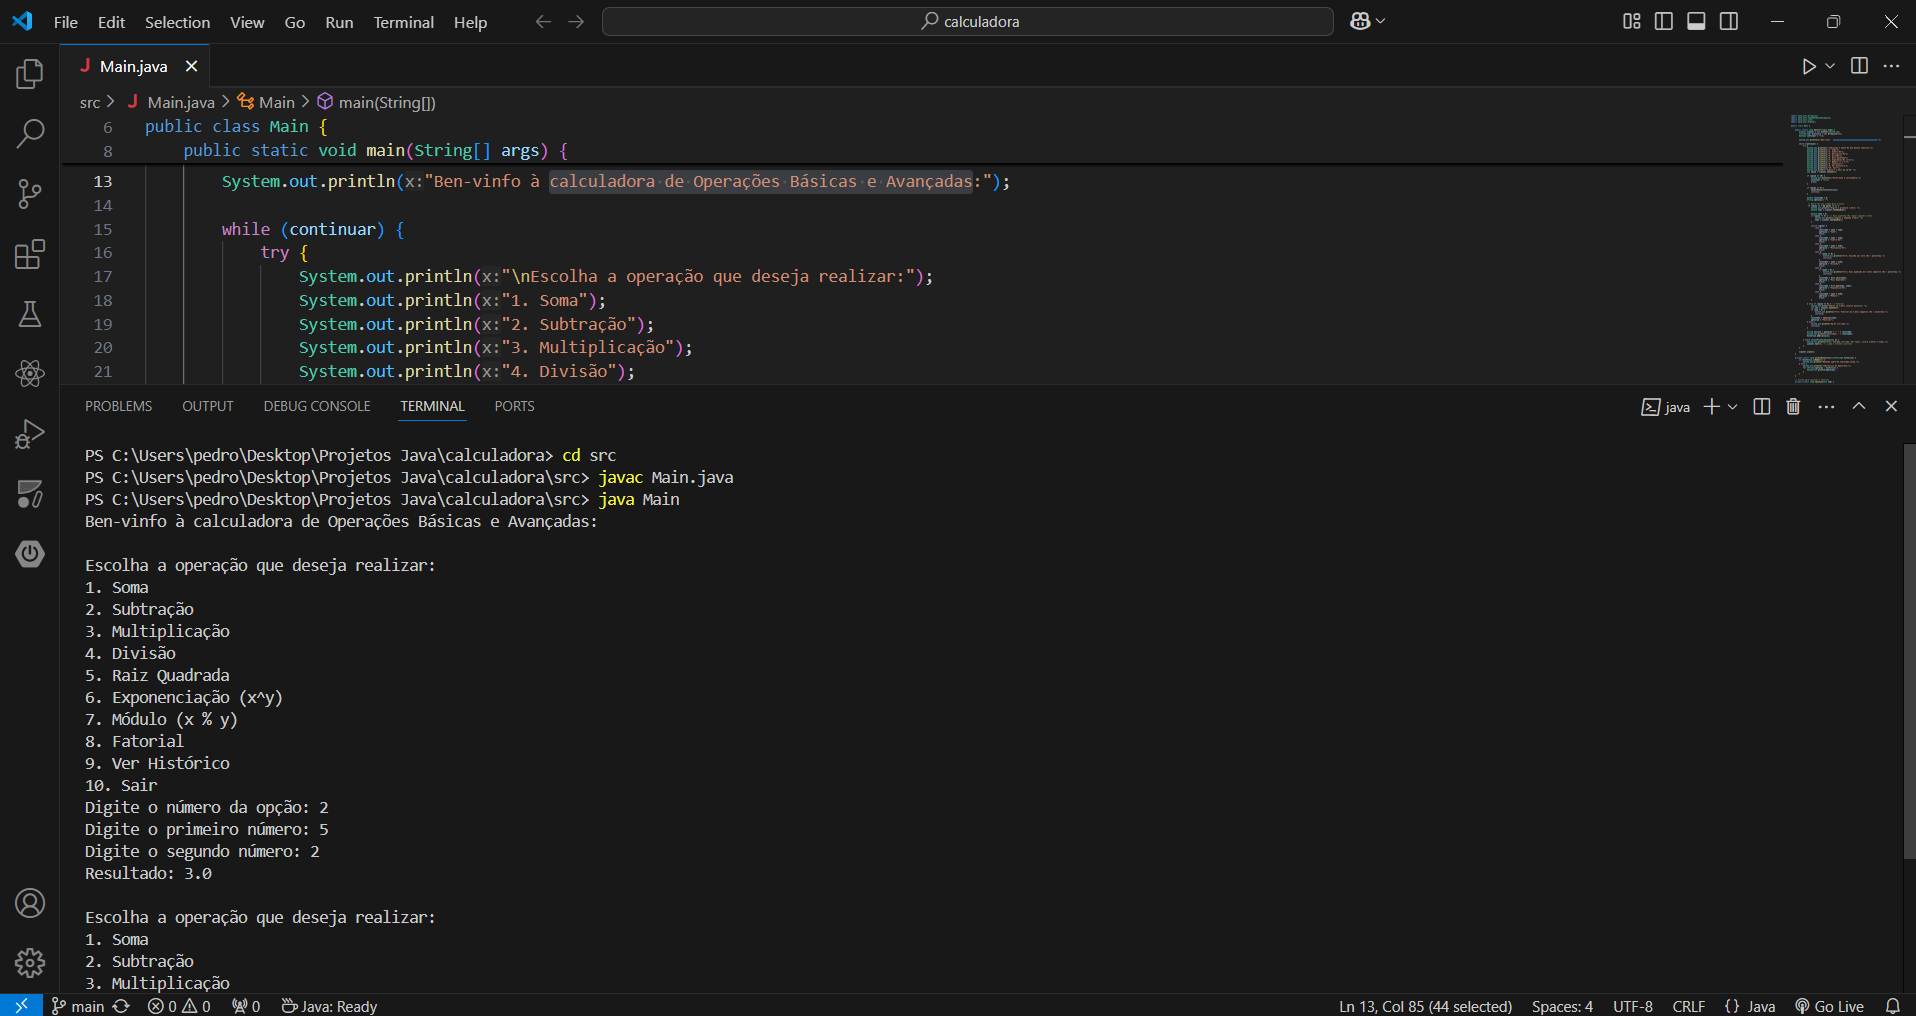 File Edit Selection View Go Run Terminal Help
calculadora
J Main.java
src > J Main.java > Main > main(String[])
6 public class Main {
8 public static void main(String[] args) {
13 System.out.println(x:"Ben-vinfo à calculadora de Operações Básicas e Avançadas:");
14
15 while (continuar) {
16 try {
17 System.out.println(x:"\nEscolha a operação que deseja realizar:");
18 System.out.println(x:"1. Soma");
19 System.out.println(x:"2. Subtração");
20 System.out.println(x:"3. Multiplicação");
21 System.out.println(x:"4. Divisão");
PROBLEMS OUTPUT DEBUG CONSOLE TERMINAL PORTS
java
PS C:\Users\pedro\Desktop\Projetos Java\calculadora> cd src
PS C:\Users\pedro\Desktop\Projetos Java\calculadora\src> javac Main.java
PS C:\Users\pedro\Desktop\Projetos Java\calculadora\src> java Main
Ben-vinfo à calculadora de Operações Básicas e Avançadas:
Escolha a operação que deseja realizar:
1. Soma
2. Subtração
3. Multiplicação
4. Divisão
5. Raiz Quadrada
6. Exponenciação (x^y)
7. Módulo (x % y)
8. Fatorial
9. Ver Histórico
10. Sair
Digite o número da opção: 2
Digite o primeiro número: 5
Digite o segundo número: 2
Resultado: 3.0
Escolha a operação que deseja realizar:
1. Soma
2. Subtração
3. Multiplicação
main 0 0 0 Java: Ready Ln 13, Col 85 (44 selected) Spaces: 4 UTF-8 CRLF {} Java Go Live